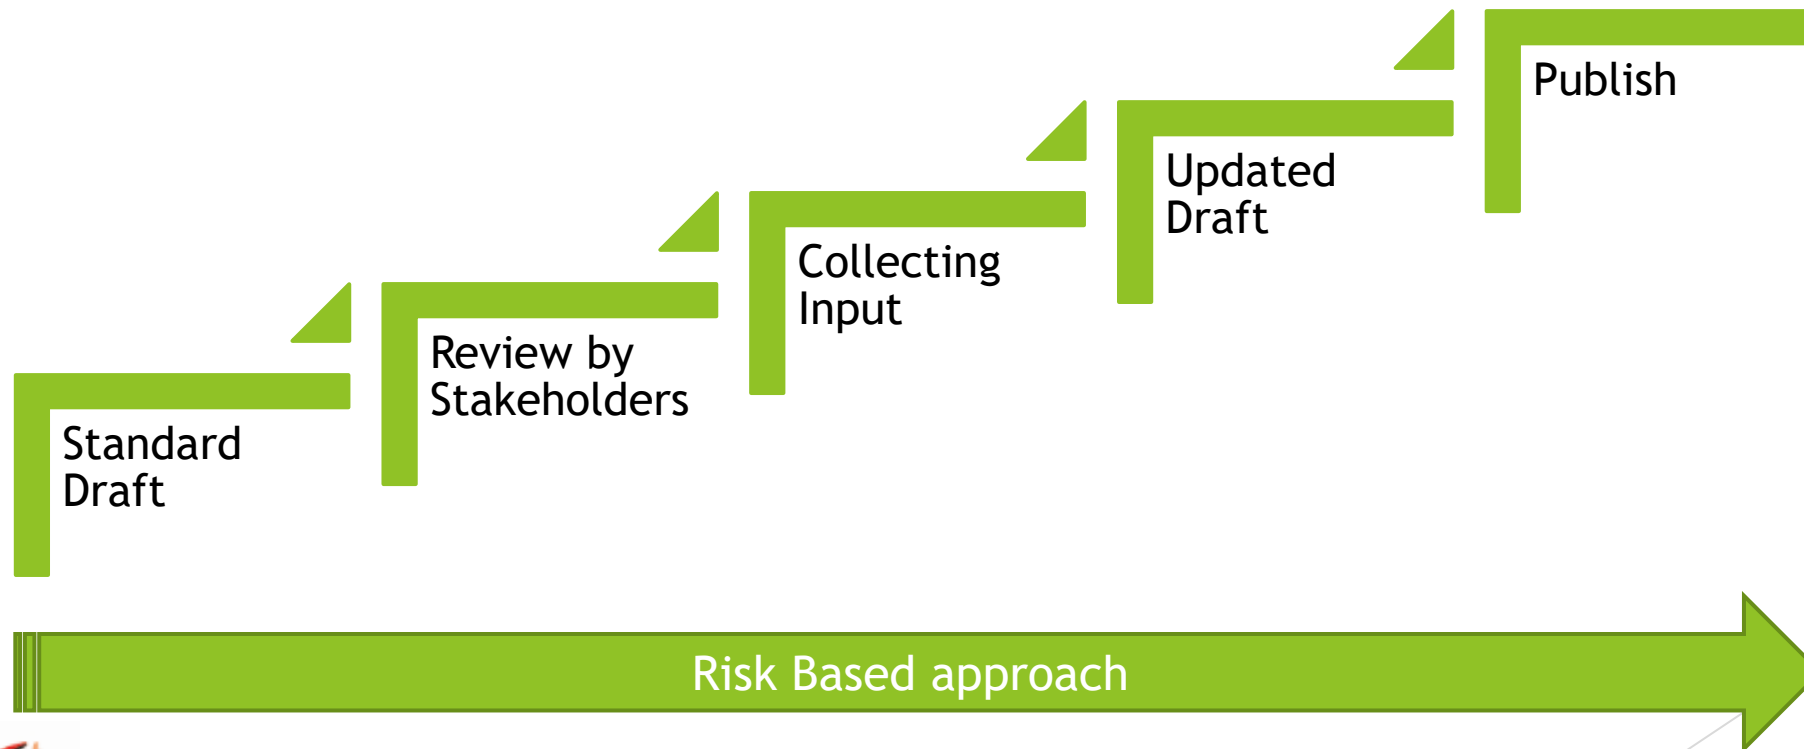 Standard
Draft
Review by
Stakeholders
Collecting
Input
Updated
Draft
Publish
Risk Based approach